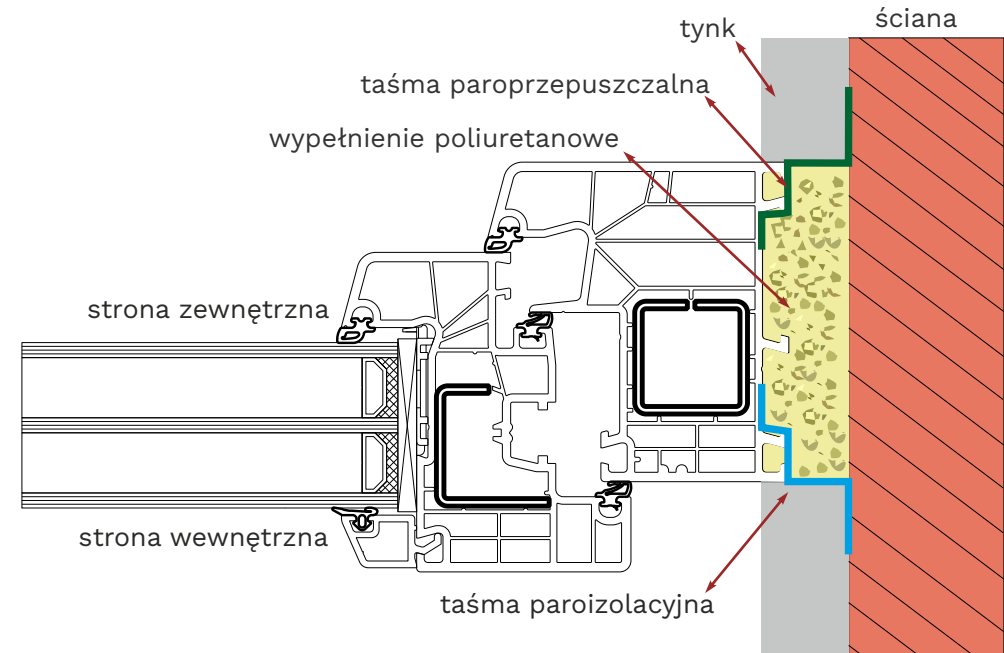 ściana
tynk
taśma paroprzepuszczalna
wypełnienie poliuretanowe
strona zewnętrzna
strona wewnętrzna
taśma paroizolacyjna